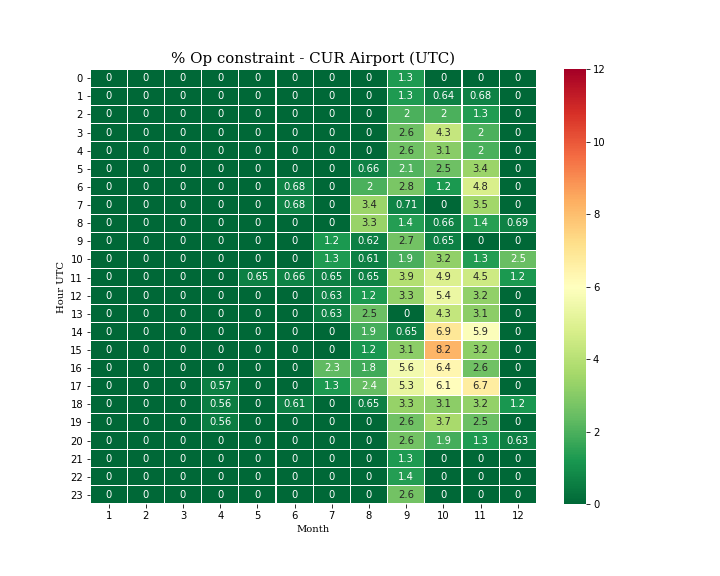 % Op constraint - CUR Airport (UTC)
0 0 0 0 0 0 0 0 0 1.3 0 0 0
1 0 0 0 0 0 0 0 0 1.3 0.64 0.68 0
2 0 0 0 0 0 0 0 0 2 2 1.3 0
3 0 0 0 0 0 0 0 0 2.6 4.3 2 0
4 0 0 0 0 0 0 0 0 2.6 3.1 2 0
5 0 0 0 0 0 0 0 0.66 2.1 2.5 3.4 0
6 0 0 0 0 0 0.68 0 2 2.8 1.2 4.8 0
7 0 0 0 0 0 0.68 0 3.4 0.71 0 3.5 0
8 0 0 0 0 0 0 0 3.3 1.4 0.66 1.4 0.69
9 0 0 0 0 0 0 1.2 0.62 2.7 0.65 0 0
10 0 0 0 0 0 0 1.3 0.61 1.9 3.2 1.3 2.5
11 0 0 0 0 0.65 0.66 0.65 0.65 3.9 4.9 4.5 1.2
12 0 0 0 0 0 0 0.63 1.2 3.3 5.4 3.2 0
13 0 0 0 0 0 0 0.63 2.5 0 4.3 3.1 0
14 0 0 0 0 0 0 0 1.9 0.65 6.9 5.9 0
15 0 0 0 0 0 0 0 1.2 3.1 8.2 3.2 0
16 0 0 0 0 0 0 2.3 1.8 5.6 6.4 2.6 0
17 0 0 0 0.57 0 0 1.3 2.4 5.3 6.1 6.7 0
18 0 0 0 0.56 0 0.61 0 0.65 3.3 3.1 3.2 1.2
19 0 0 0 0.56 0 0 0 0 2.6 3.7 2.5 0
20 0 0 0 0 0 0 0 0 2.6 1.9 1.3 0.63
21 0 0 0 0 0 0 0 0 1.3 0 0 0
22 0 0 0 0 0 0 0 0 1.4 0 0 0
23 0 0 0 0 0 0 0 0 2.6 0 0 0
1 2 3 4 5 6 7 8 9 10 11 12
Month
Hour UTC
12
10
8
6
4
2
0